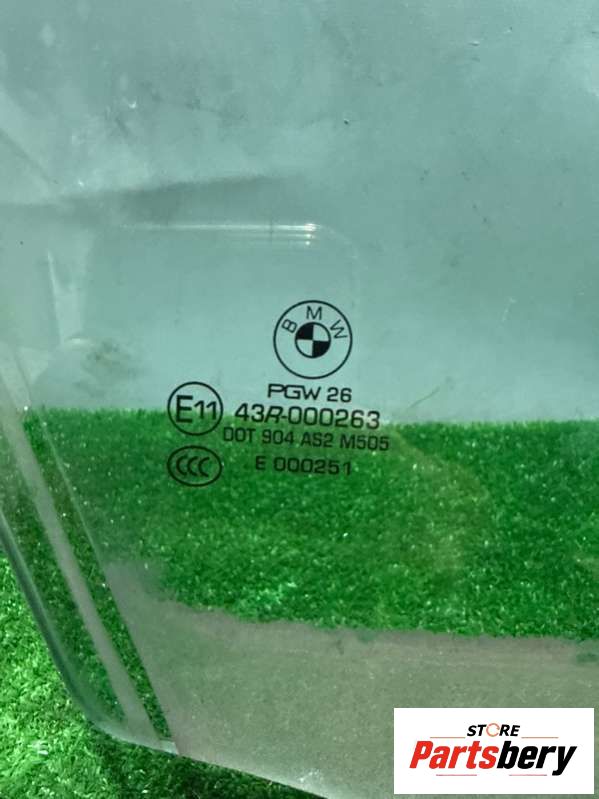 BMW
PGW 26
E11 43R-000263
DOT 904 AS2 M505
CCC E 000251
STORE
Partsbery